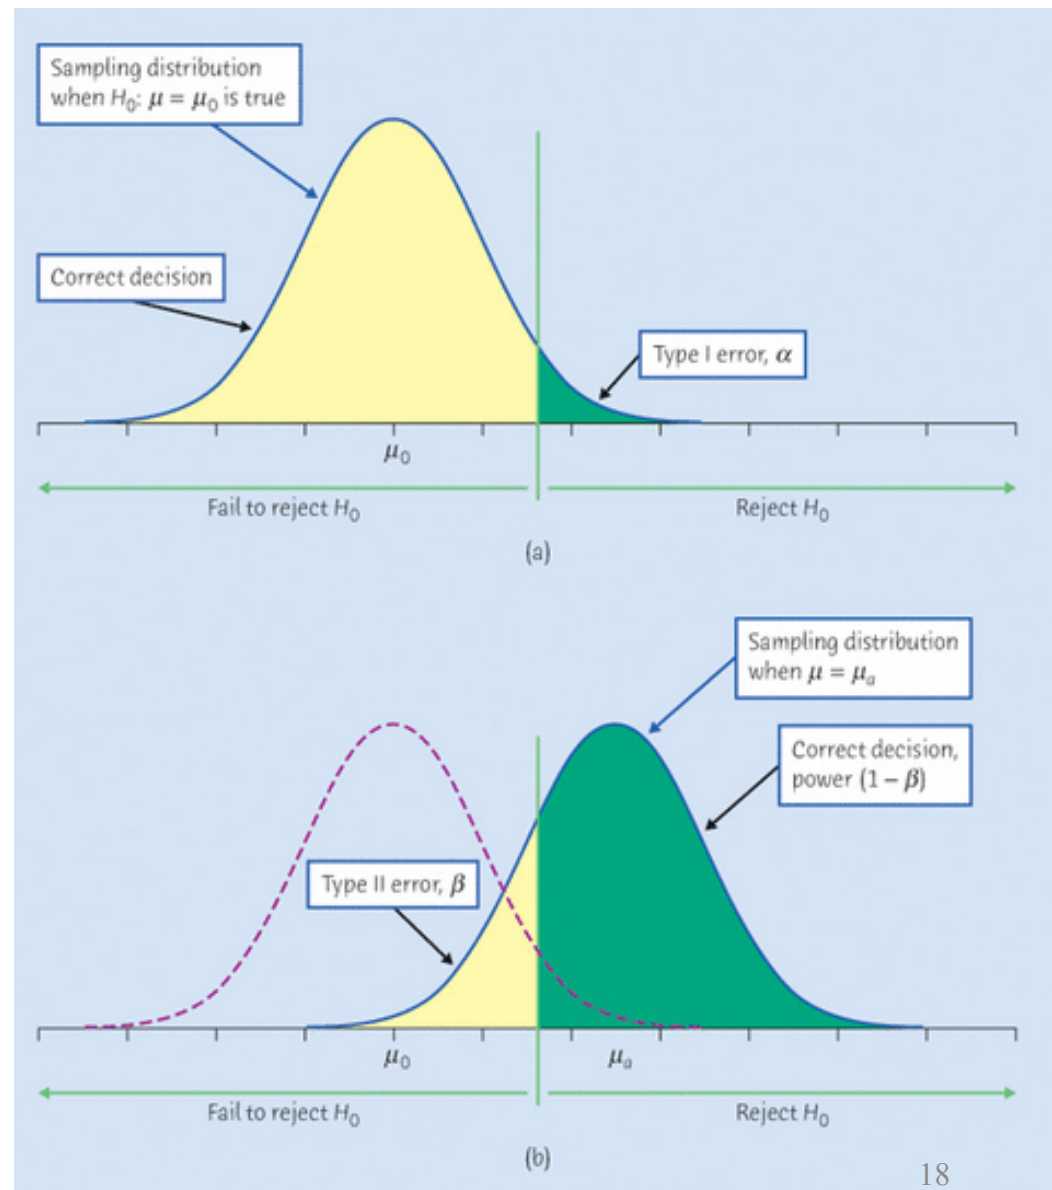 Sampling distribution
when H₀: μ = μ₀ is true
Correct decision
Type I error, α
μ₀
Fail to reject H₀
Reject H₀
(a)
Sampling distribution
when μ = μₐ
Correct decision,
power (1 – β)
Type II error, β
μ₀
μₐ
Fail to reject H₀
Reject H₀
(b)
18